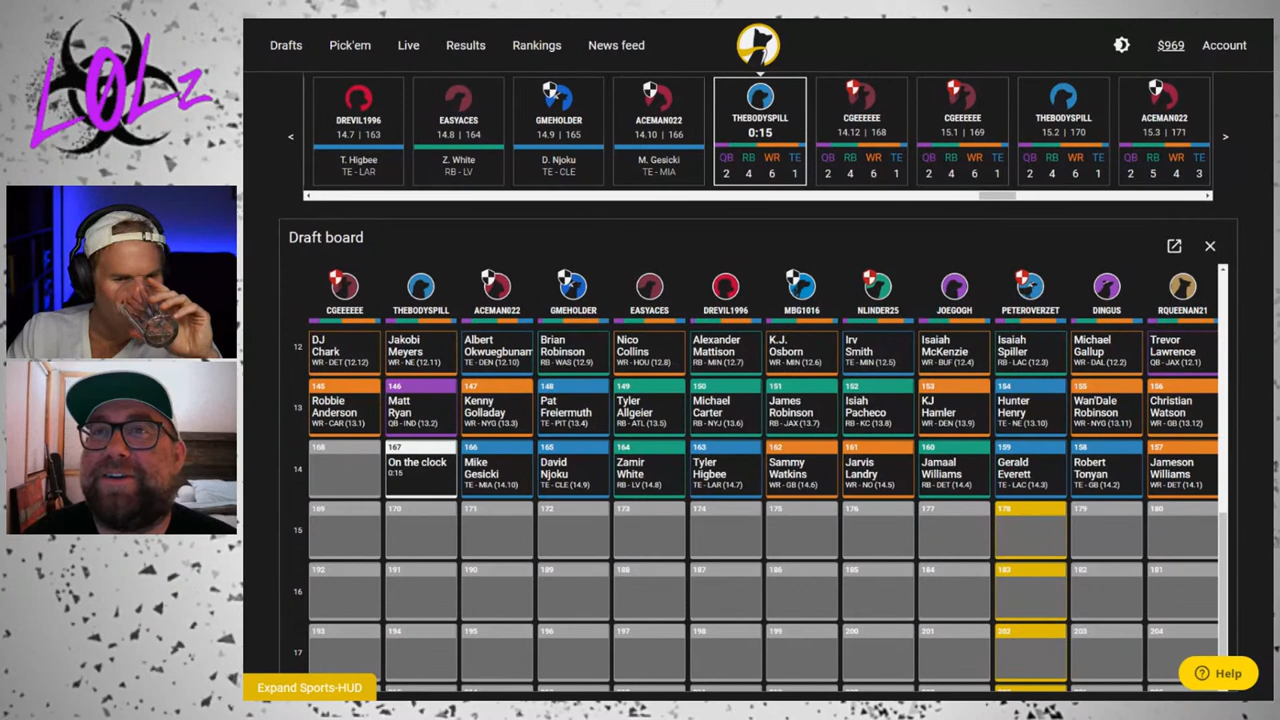 LOLz
Drafts Pick'em Live Results Rankings News feed $969 Account
DREVIL1996 EASYACES GMEHOLDER ACEMAN022 THEBODYSPILL CGEEEEEE CGEEEEEE THEBODYSPILL ACEMAN022
14.7 | 163 14.8 | 164 14.9 | 165 14.10 | 166 0:15 14.12 | 168 15.1 | 169 15.2 | 170 15.3 | 171
< >
T. Higbee Z. White D. Njoku M. Gesicki QB RB WR TE QB RB WR TE QB RB WR TE QB RB WR TE QB RB WR TE
TE - LAR RB - LV TE - CLE TE - MIA 2 4 6 1 2 4 6 1 2 4 6 1 2 4 6 1 2 5 4 3
Draft board
CGEEEEEE THEBODYSPILL ACEMAN022 GMEHOLDER EASYACES DREVIL1996 MBG1016 NLINDER25 JOEGOGH PETEROVERZET DINGUS RQUEENAN21
12
DJ Jakobi Albert Brian Nico Alexander K.J. Irv Isaiah Isaiah Michael Trevor
Chark Meyers Okwuegbunam Robinson Collins Mattison Osborn Smith McKenzie Spiller Gallup Lawrence
WR - DET (12.12) WR - NE (12.11) TE - DEN (12.10) RB - WAS (12.9) WR - HOU (12.8) RB - MIN (12.7) WR - MIN (12.6) TE - MIN (12.5) WR - BUF (12.4) RB - LAC (12.3) WR - DAL (12.2) QB - JAX (12.1)
145 146 147 148 149 150 151 152 153 154 155 156
13
Robbie Matt Kenny Pat Tyler Michael James Isiah KJ Hunter Wan'Dale Christian
Anderson Ryan Golladay Freiermuth Allgeier Carter Robinson Pacheco Hamler Henry Robinson Watson
WR - CAR (13.1) QB - IND (13.2) WR - NYG (13.3) TE - PIT (13.4) RB - ATL (13.5) RB - NYJ (13.6) RB - JAX (13.7) RB - KC (13.8) WR - DEN (13.9) TE - NE (13.10) WR - NYG (13.11) WR - GB (13.12)
168 167 166 165 164 163 162 161 160 159 158 157
14
On the clock Mike David Zamir Tyler Sammy Jarvis Jamaal Gerald Robert Jameson
0:15 Gesicki Njoku White Higbee Watkins Landry Williams Everett Tonyan Williams
TE - MIA (14.10) TE - CLE (14.9) RB - LV (14.8) TE - LAR (14.7) WR - GB (14.6) WR - NO (14.5) RB - DET (14.4) TE - LAC (14.3) TE - GB (14.2) WR - DET (14.1)
169 170 171 172 173 174 175 176 177 178 179 180
15
192 191 190 189 188 187 186 185 184 183 182 181
16
193 194 195 196 197 198 199 200 201 202 203 204
17
Expand Sports-HUD
Help